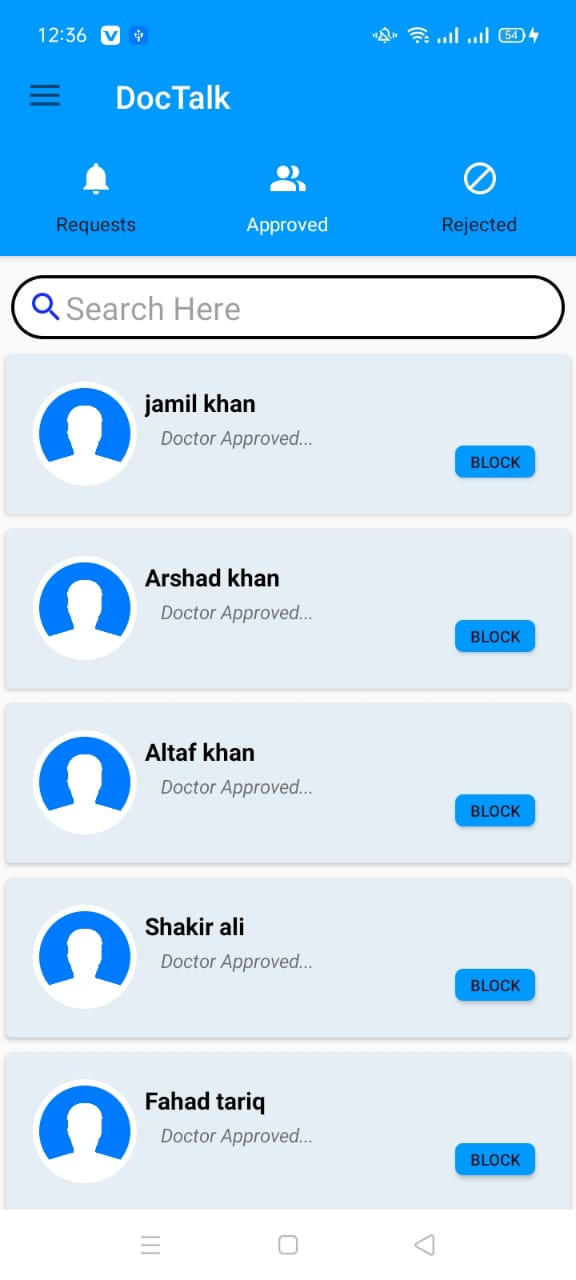 12:36
54
DocTalk
Requests Approved Rejected
Search Here
jamil khan
Doctor Approved...
BLOCK
Arshad khan
Doctor Approved...
BLOCK
Altaf khan
Doctor Approved...
BLOCK
Shakir ali
Doctor Approved...
BLOCK
Fahad tariq
Doctor Approved...
BLOCK